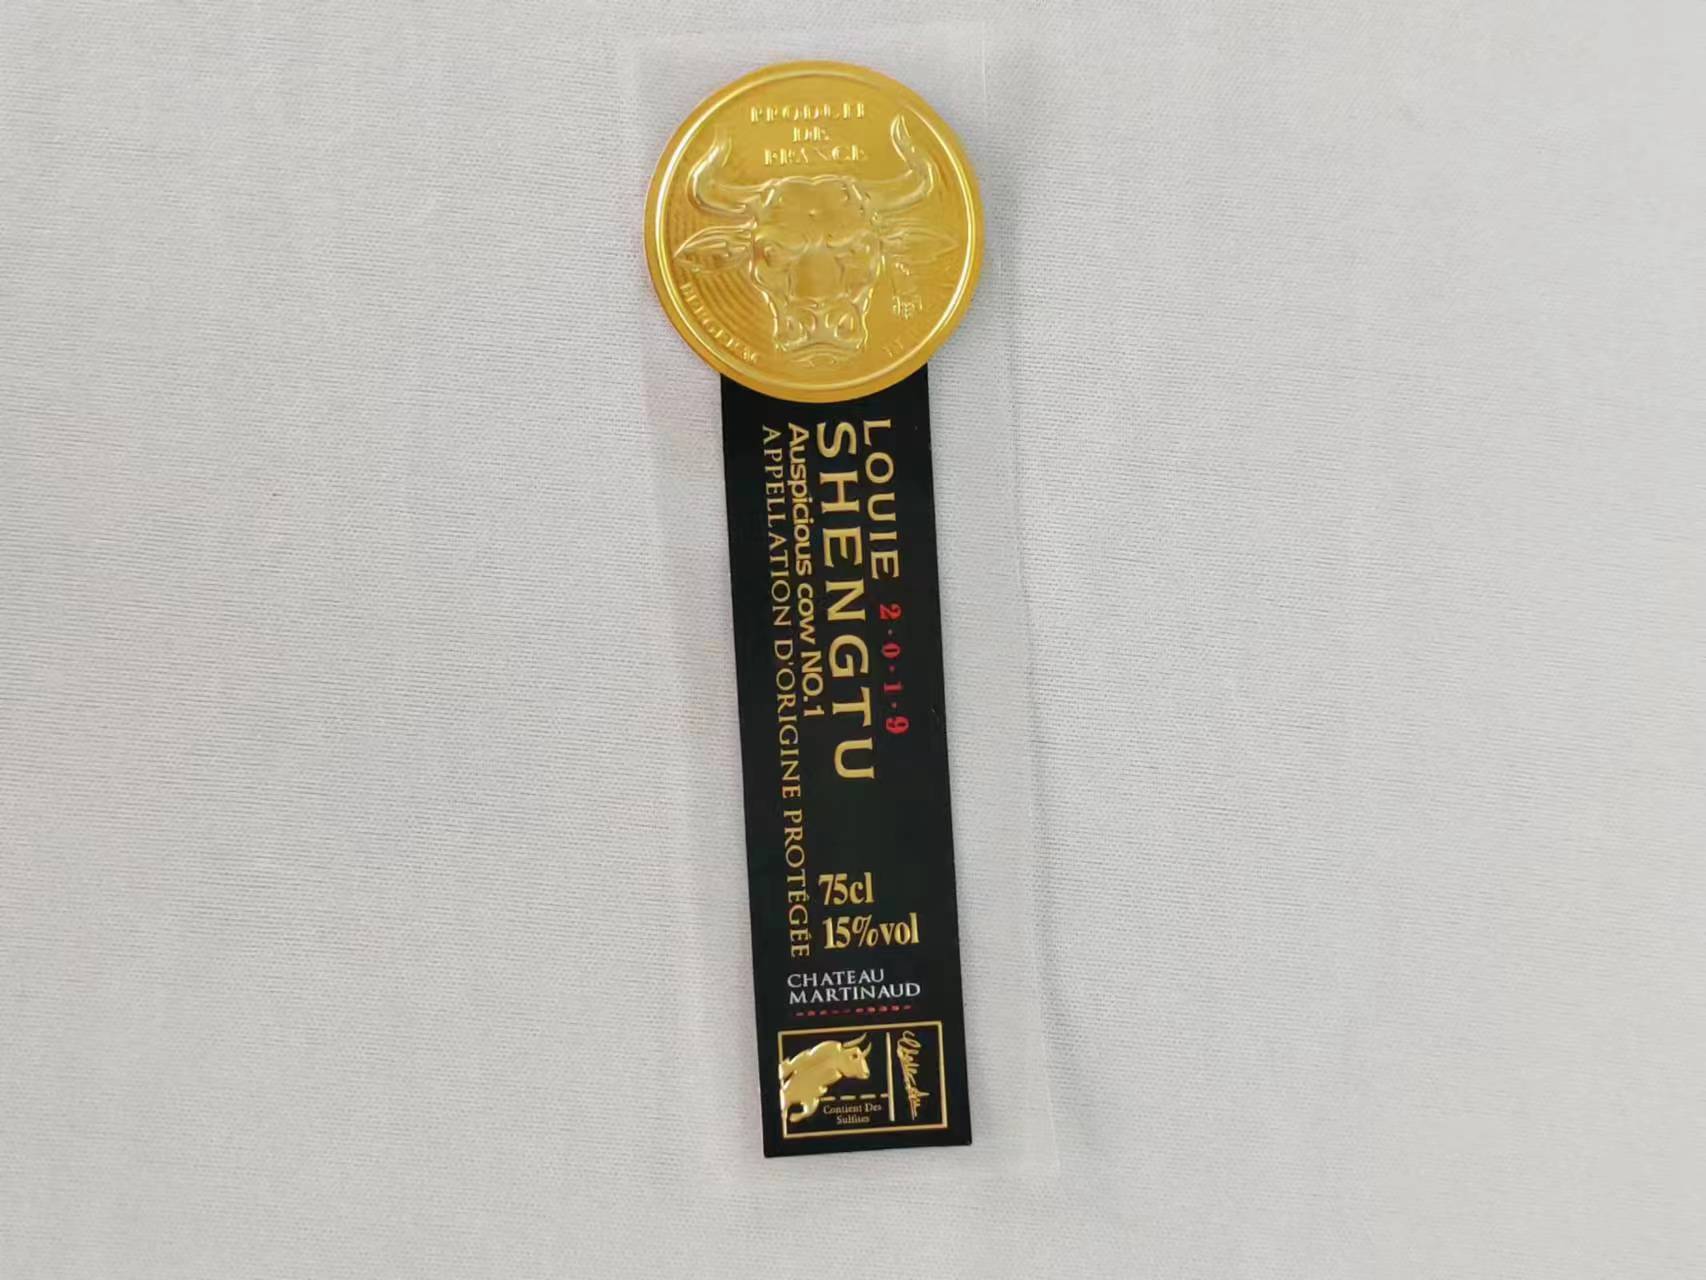 PRODUIT
DE
FRANCE
BERGERAC
LOUIE 2·0·1·9
SHENGTU
Auspicious cow NO.1
APPELLATION D'ORIGINE PROTÉGÉE
75cl
15%vol
CHATEAU
MARTINAUD
Contient Des
Sulfites